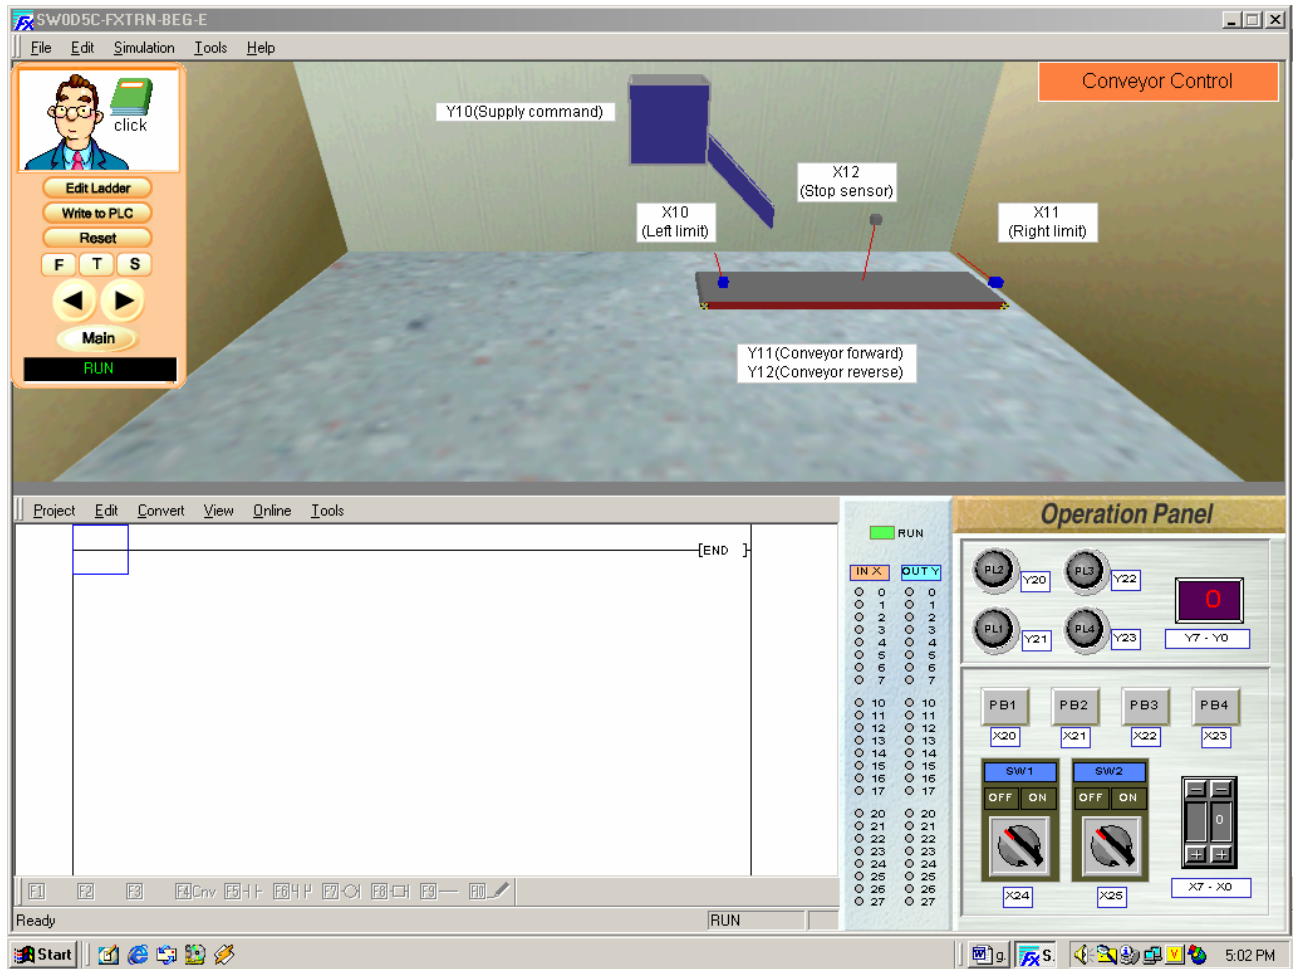 SW0D5C-FXTRN-BEG-E
File Edit Simulation Tools Help
click
Edit Ladder
Write to PLC
Reset
F T S
Main
RUN
Conveyor Control
Y10(Supply command)
X12
(Stop sensor)
X10
(Left limit)
X11
(Right limit)
Y11(Conveyor forward)
Y12(Conveyor reverse)
Project Edit Convert View Online Tools
[END ]
RUN
IN X OUT Y
0 0
1 1
2 2
3 3
4 4
5 5
6 6
7 7
10 10
11 11
12 12
13 13
14 14
15 15
16 16
17 17
20 20
21 21
22 22
23 23
24 24
25 25
26 26
27 27
Operation Panel
PL2 Y20 PL3 Y22
0
PL1 Y21 PL4 Y23
Y7 - Y0
PB1 PB2 PB3 PB4
X20 X21 X22 X23
SW1 SW2
OFF ON OFF ON
0
X24 X25
X7 - X0
F1 F2 F3 F4Cnv F5 F6 F7 F8 F9 F10
Ready RUN
Start g. S. 5:02 PM